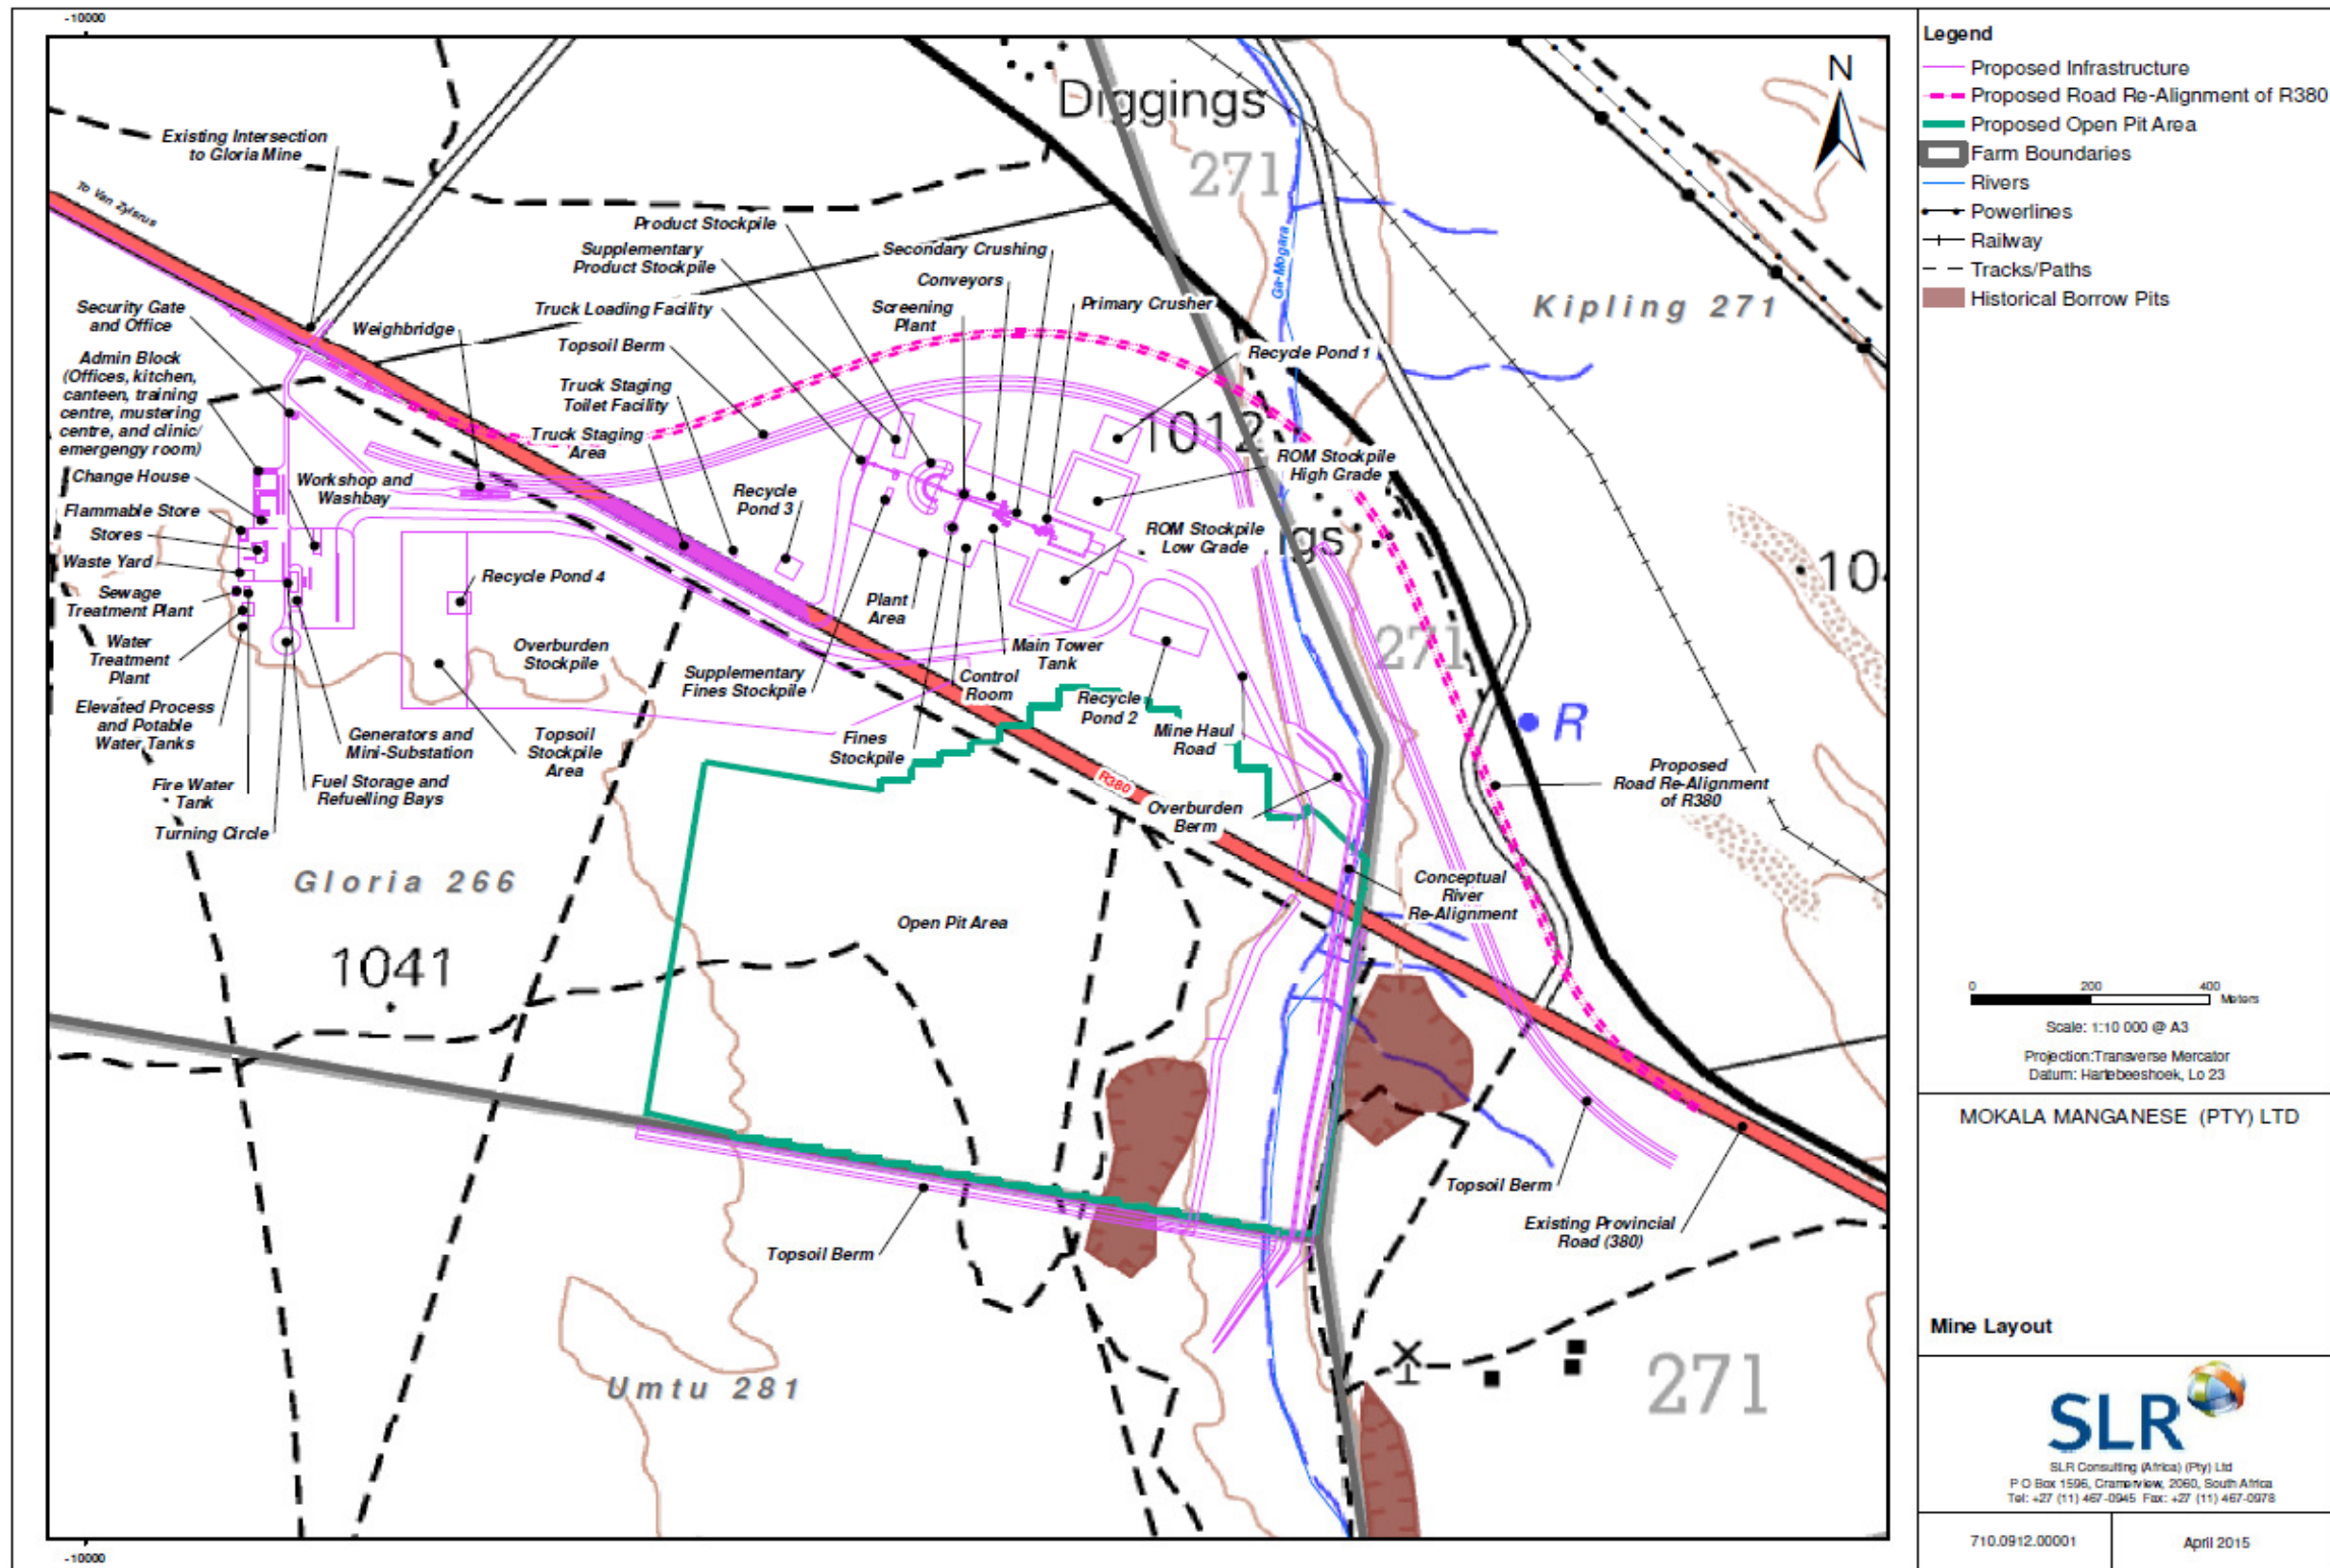 -10000
Existing Intersection
to Gloria Mine
To Van Zylsrus
Diggings
271
N
Product Stockpile
Supplementary
Product Stockpile
Secondary Crushing
Conveyors
Ga-Mogara
Kipling 271
Security Gate
and Office
Weighbridge
Truck Loading Facility
Screening
Plant
Primary Crusher
Topsoil Berm
Recycle Pond 1
Admin Block
(Offices, kitchen,
canteen, training
centre, mustering
centre, and clinic/
emergengy room)
Truck Staging
Toilet Facility
Truck Staging
Area
1012
ROM Stockpile
High Grade
Change House
Workshop and
Washbay
Recycle
Pond 3
Flammable Store
Stores
ROM Stockpile
Low Grade
igs
Waste Yard
Recycle Pond 4
104
Sewage
Treatment Plant
Plant
Area
Water
Treatment
Plant
Overburden
Stockpile
Main Tower
Tank
271
Supplementary
Fines Stockpile
Control
Room
Recycle
Pond 2
R
Elevated Process
and Potable
Water Tanks
Generators and
Mini-Substation
Topsoil
Stockpile
Area
Fines
Stockpile
Mine Haul
Road
Fire Water
Tank
Fuel Storage and
Refuelling Bays
R380
Proposed
Road Re-Alignment
of R380
Overburden
Berm
Turning Circle
Gloria 266
Open Pit Area
Conceptual
River
Re-Alignment
1041
Topsoil Berm
Topsoil Berm
Existing Provincial
Road (380)
Umtu 281
271
-10000
Legend
Proposed Infrastructure
Proposed Road Re-Alignment of R380
Proposed Open Pit Area
Farm Boundaries
Rivers
Powerlines
Railway
Tracks/Paths
Historical Borrow Pits
0 200 400
Meters
Scale: 1:10 000 @ A3
Projection:Transverse Mercator
Datum: Hartebeeshoek, Lo 23
MOKALA MANGANESE (PTY) LTD
Mine Layout
SLR
SLR Consulting (Africa) (Pty) Ltd
P O Box 1596, Cramerview, 2060, South Africa
Tel: +27 (11) 467-0945 Fax: +27 (11) 467-0978
710.0912.00001
April 2015